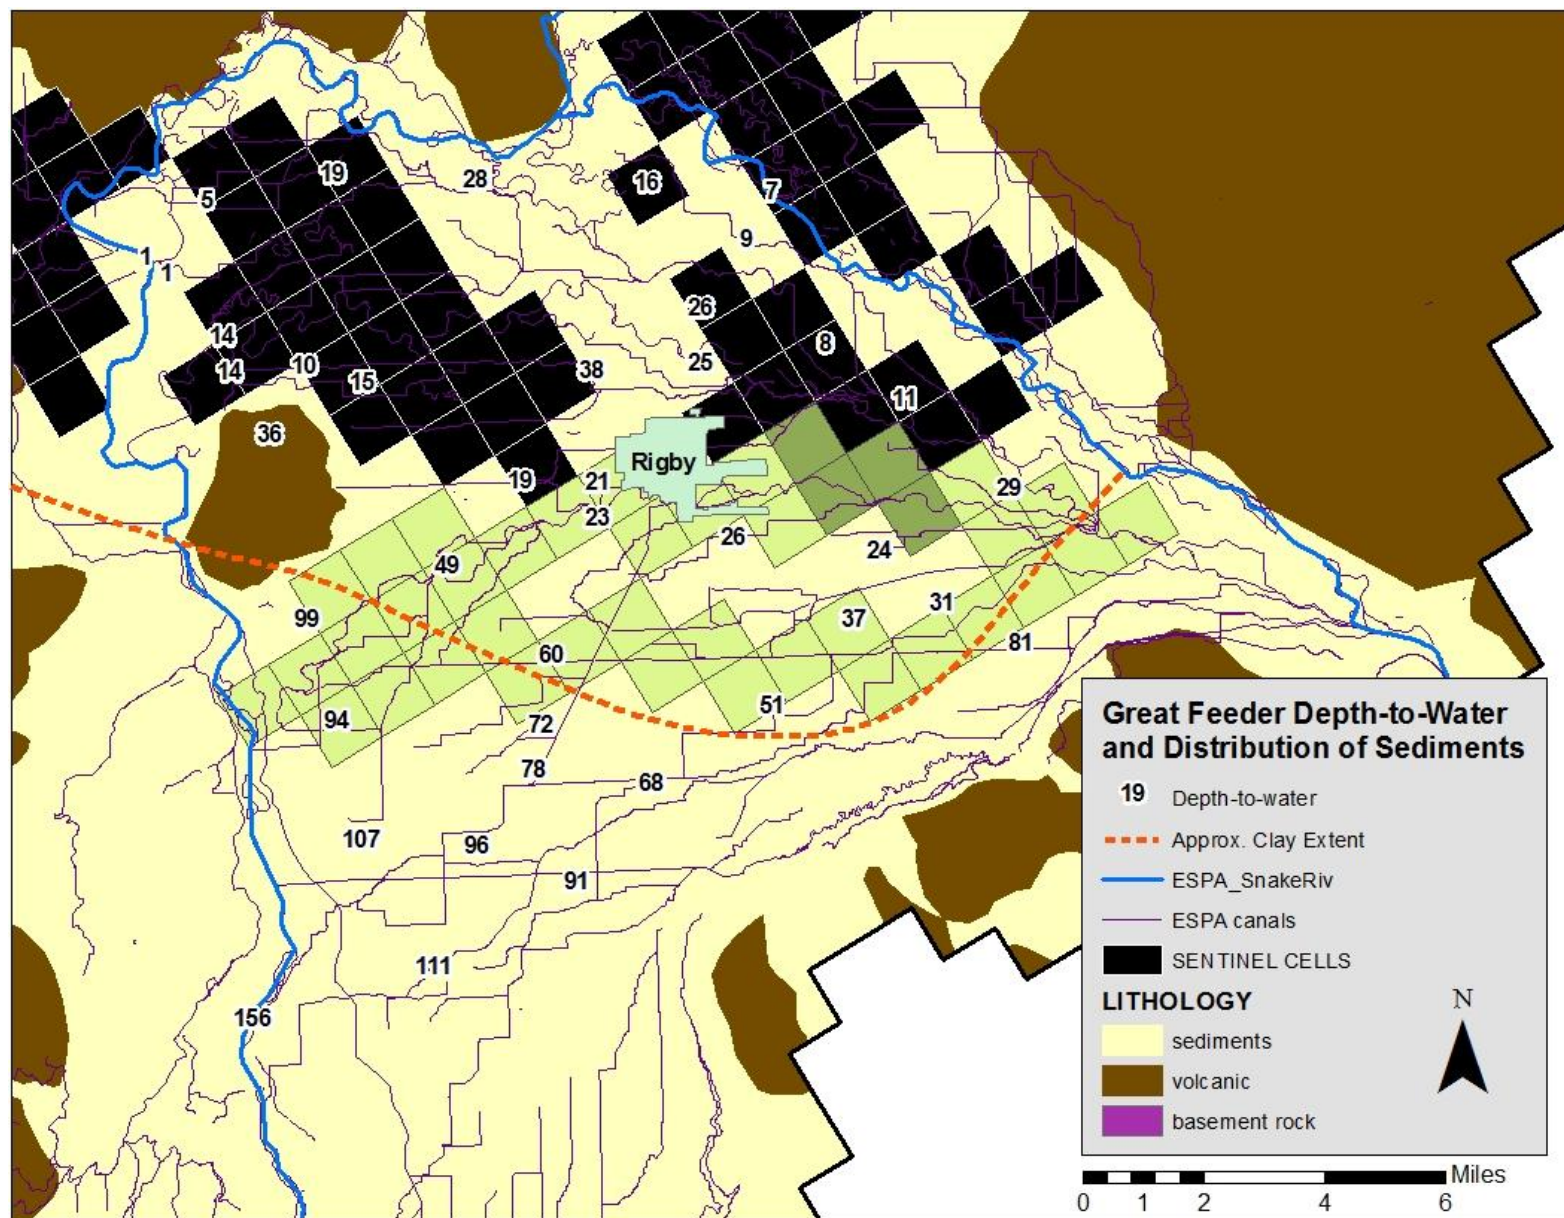 19
28
16
7
5
9
1
1
26
14
8
25
14
10
15
38
11
36
Rigby
19
21
29
23
26
24
49
99
37
31
60
81
94
51
72
78
68
107
96
91
111
156
Great Feeder Depth-to-Water
and Distribution of Sediments
19 Depth-to-water
Approx. Clay Extent
ESPA_SnakeRiv
ESPA canals
SENTINEL CELLS
LITHOLOGY
N
sediments
volcanic
basement rock
Miles
0 1 2 4 6